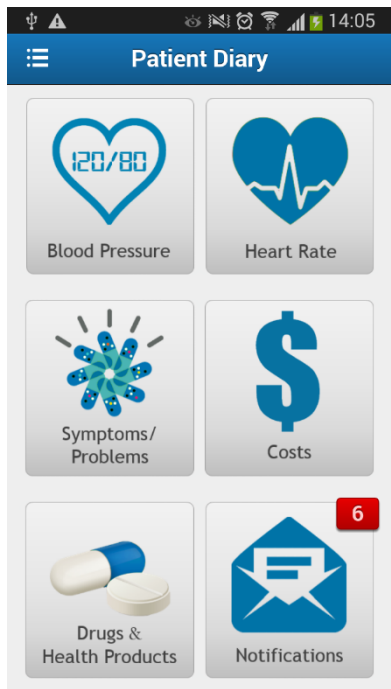 14:05
Patient Diary
120/80
Blood Pressure
Heart Rate
Symptoms/
Problems
$
Costs
6
Drugs &
Health Products
Notifications